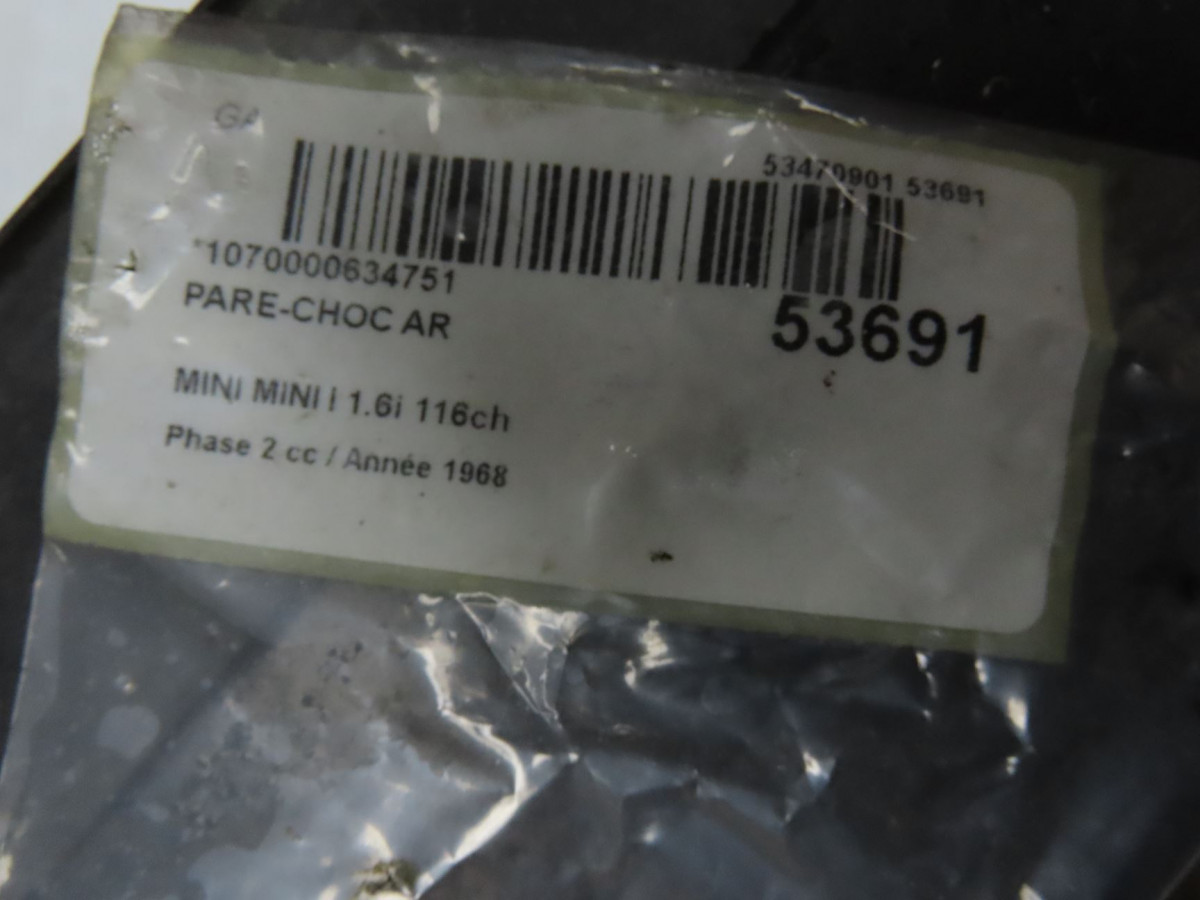 GA
53470901 53691
*1070000634751
PARE-CHOC AR
53691
MINI MINI I 1.6i 116ch
Phase 2 cc / Année 1968